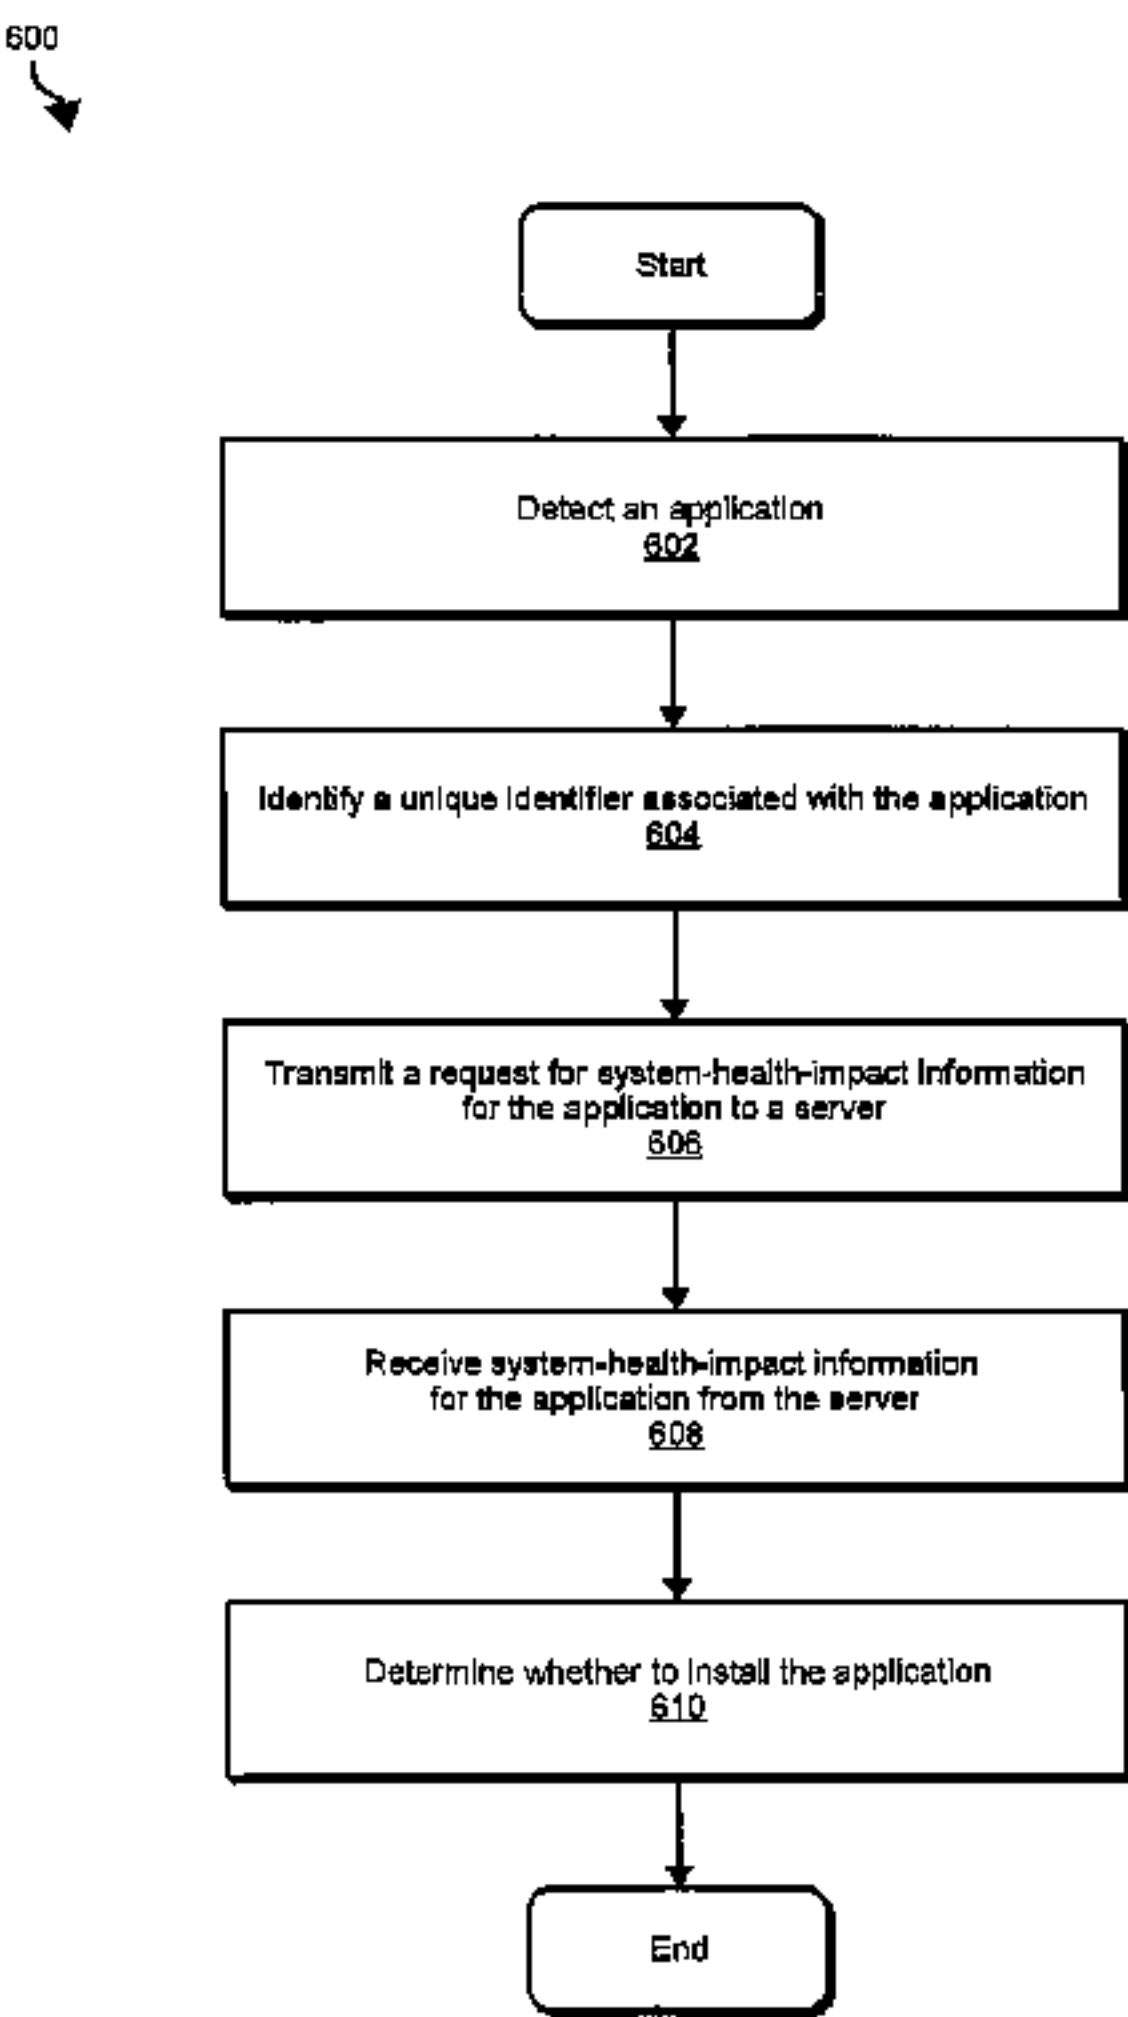 600
Start
Detect an application
602
Identify a unique identifier associated with the application
604
Transmit a request for system-health-impact information
for the application to a server
606
Receive system-health-impact information
for the application from the server
608
Determine whether to install the application
610
End